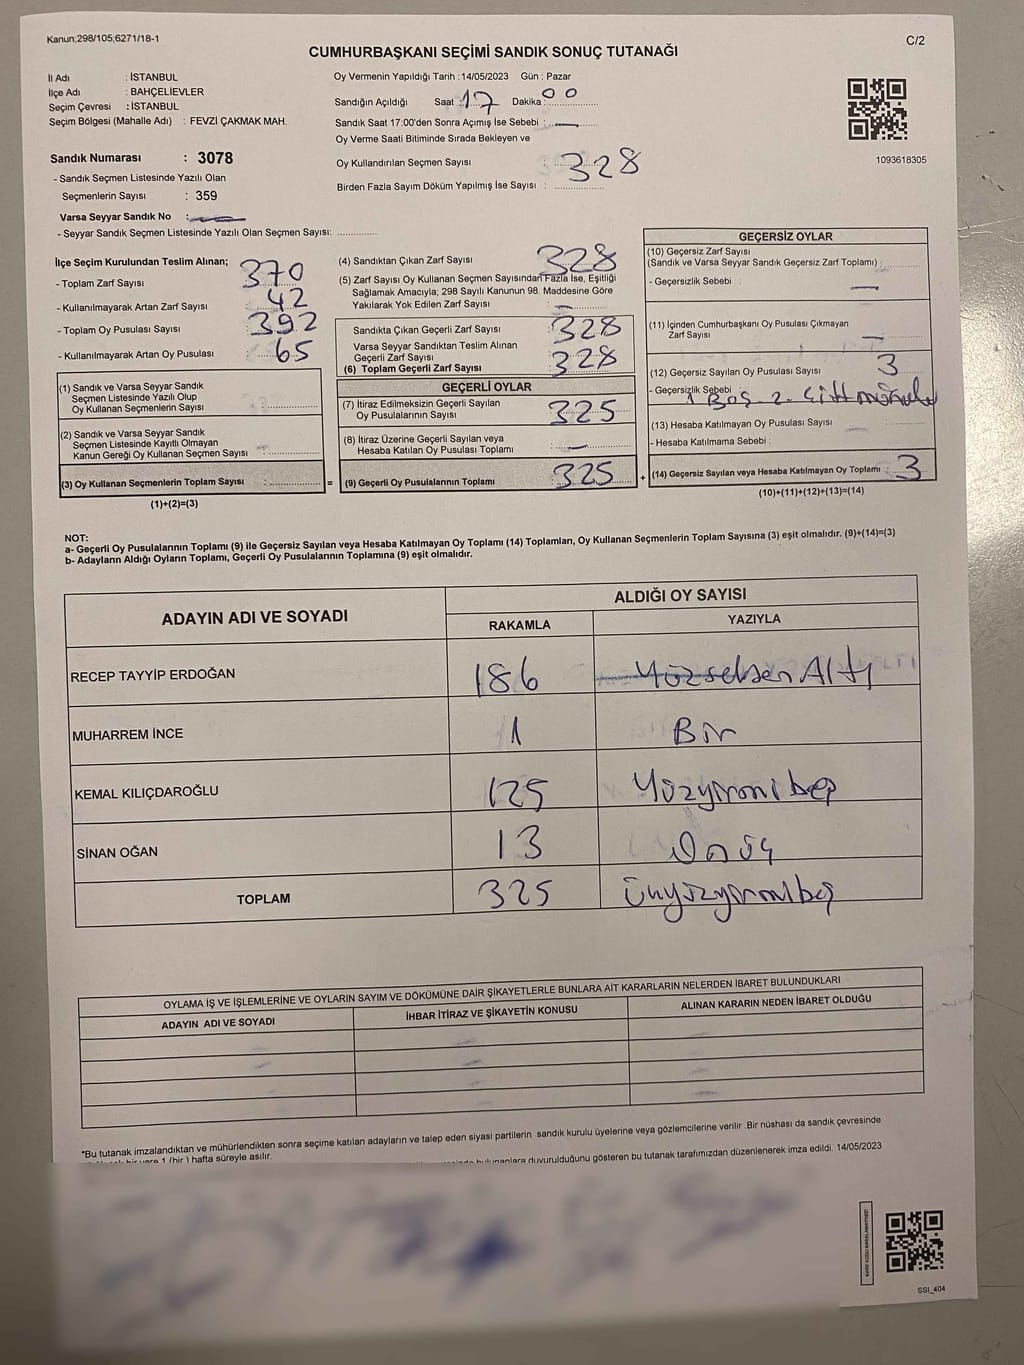 Kanun;298/105;6271/18-1
C/2
CUMHURBAŞKANI SEÇİMİ SANDIK SONUÇ TUTANAĞI
İl Adı : İSTANBUL
İlçe Adı : BAHÇELİEVLER
Seçim Çevresi : İSTANBUL
Seçim Bölgesi (Mahalle Adı) : FEVZİ ÇAKMAK MAH.
Sandık Numarası : 3078
- Sandık Seçmen Listesinde Yazılı Olan
Seçmenlerin Sayısı : 359
Varsa Seyyar Sandık No :
- Seyyar Sandık Seçmen Listesinde Yazılı Olan Seçmen Sayısı:
Oy Vermenin Yapıldığı Tarih : 14/05/2023 Gün : Pazar
Sandığın Açıldığı Saat : 17 Dakika : 00
Sandık Saat 17:00'den Sonra Açımış İse Sebebi : —
Oy Verme Saati Bitiminde Sırada Bekleyen ve
Oy Kullandırılan Seçmen Sayısı : 328
Birden Fazla Sayım Döküm Yapılmış İse Sayısı :
1093618305
İlçe Seçim Kurulundan Teslim Alınan;
- Toplam Zarf Sayısı : 370
- Kullanılmayarak Artan Zarf Sayısı : 42
- Toplam Oy Pusulası Sayısı : 392
- Kullanılmayarak Artan Oy Pusulası : 65
(1) Sandık ve Varsa Seyyar Sandık
Seçmen Listesinde Yazılı Olup
Oy Kullanan Seçmenlerin Sayısı :
(2) Sandık ve Varsa Seyyar Sandık
Seçmen Listesinde Kayıtlı Olmayan
Kanun Gereği Oy Kullanan Seçmen Sayısı :
(3) Oy Kullanan Seçmenlerin Toplam Sayısı : =
(1)+(2)=(3)
(4) Sandıktan Çıkan Zarf Sayısı : 328
(5) Zarf Sayısı Oy Kullanan Seçmen Sayısından Fazla İse, Eşitliği
Sağlamak Amacıyla; 298 Sayılı Kanunun 98. Maddesine Göre
Yakılarak Yok Edilen Zarf Sayısı : —
Sandıkta Çıkan Geçerli Zarf Sayısı : 328
Varsa Seyyar Sandıktan Teslim Alınan
Geçerli Zarf Sayısı :
(6) Toplam Geçerli Zarf Sayısı : 328
GEÇERLİ OYLAR
(7) İtiraz Edilmeksizin Geçerli Sayılan
Oy Pusulalarının Sayısı : 325
(8) İtiraz Üzerine Geçerli Sayılan veya
Hesaba Katılan Oy Pusulası Toplamı : —
(9) Geçerli Oy Pusulalarının Toplamı : 325 +
GEÇERSİZ OYLAR
(10) Geçersiz Zarf Sayısı
(Sandık ve Varsa Seyyar Sandık Geçersiz Zarf Toplamı) :
- Geçersizlik Sebebi : —
(11) İçinden Cumhurbaşkanı Oy Pusulası Çıkmayan
Zarf Sayısı : —
(12) Geçersiz Sayılan Oy Pusulası Sayısı : 3
- Geçersizlik Sebebi : 1 Boş 2.
(13) Hesaba Katılmayan Oy Pusulası Sayısı :
- Hesaba Katılmama Sebebi :
(14) Geçersiz Sayılan veya Hesaba Katılmayan Oy Toplamı : 3
(10)+(11)+(12)+(13)=(14)
NOT:
a- Geçerli Oy Pusulalarının Toplamı (9) ile Geçersiz Sayılan veya Hesaba Katılmayan Oy Toplamı (14) Toplamları, Oy Kullanan Seçmenlerin Toplam Sayısına (3) eşit olmalıdır. (9)+(14)=(3)
b- Adayların Aldığı Oyların Toplamı, Geçerli Oy Pusulalarının Toplamına (9) eşit olmalıdır.
ADAYIN ADI VE SOYADI
ALDIĞI OY SAYISI
RAKAMLA YAZIYLA
RECEP TAYYİP ERDOĞAN 186 Yüzseksen Altı
MUHARREM İNCE 1 Bir
KEMAL KILIÇDAROĞLU 125 Yüzyirmi beş
SİNAN OĞAN 13 Onüç
TOPLAM 325 Üçyüzyirmibeş
OYLAMA İŞ VE İŞLEMLERİNE VE OYLARIN SAYIM VE DÖKÜMÜNE DAİR ŞİKAYETLERLE BUNLARA AİT KARARLARIN NELERDEN İBARET BULUNDUKLARI
ADAYIN ADI VE SOYADI İHBAR İTİRAZ VE ŞİKAYETİN KONUSU ALINAN KARARIN NEDEN İBARET OLDUĞU
*Bu tutanak imzalandıktan ve mühürlendikten sonra seçime katılan adayların ve talep eden siyasi partilerin sandık kurulu üyelerine veya gözlemcilerine verilir .Bir nüshası da sandık çevresinde
1 (bir ) hafta süreyle asılır.
bulunanlara duyurulduğunu gösteren bu tutanak tarafımızdan düzenlenerek imza edildi. 14/05/2023
SSI_404